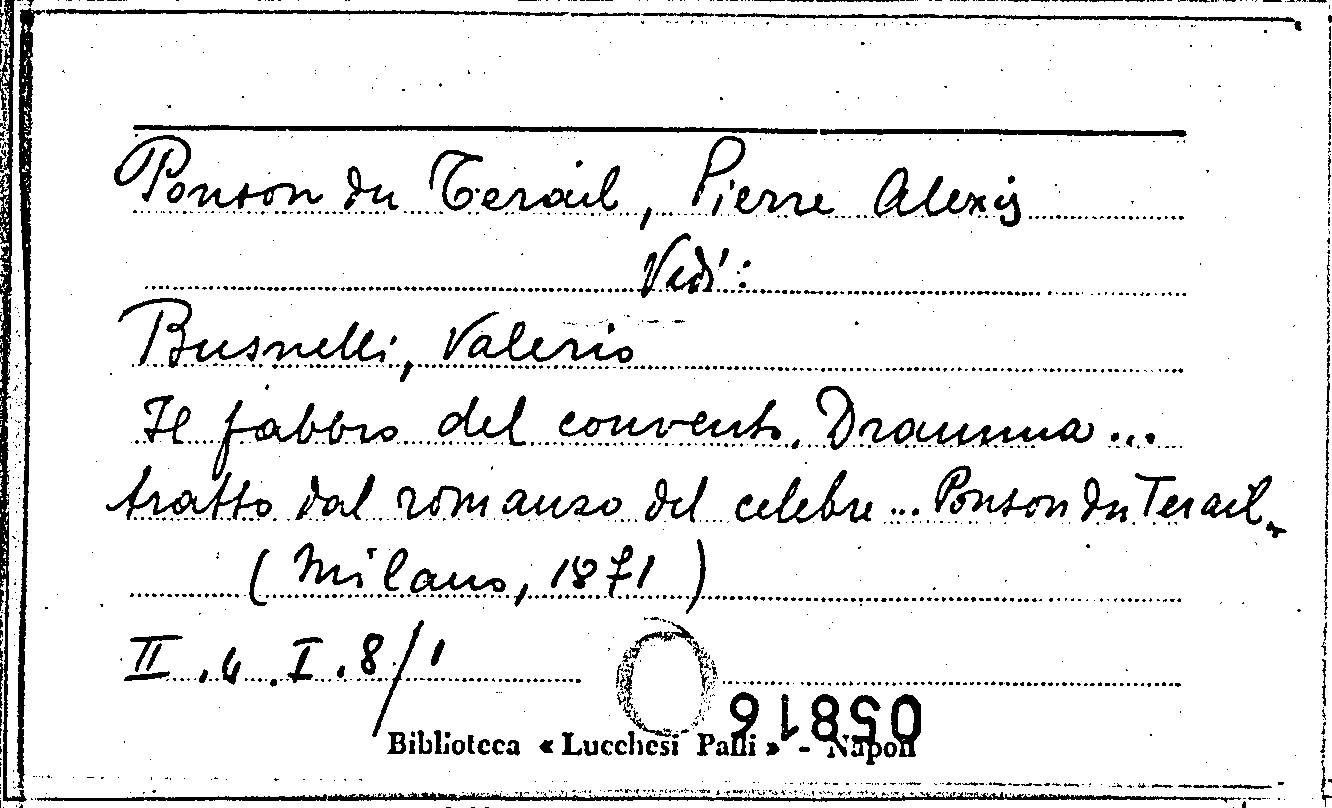 Ponson du Terail, Pierre Alexis
Vedi:
Busnelli, Valerio
Il fabbro del convento. Dramma...
tratto dal romanzo del celebre... Ponson du Terail.
(Milano, 1871)
II.4.I.8/1
05816
Biblioteca « Lucchesi Palli » - Napoli